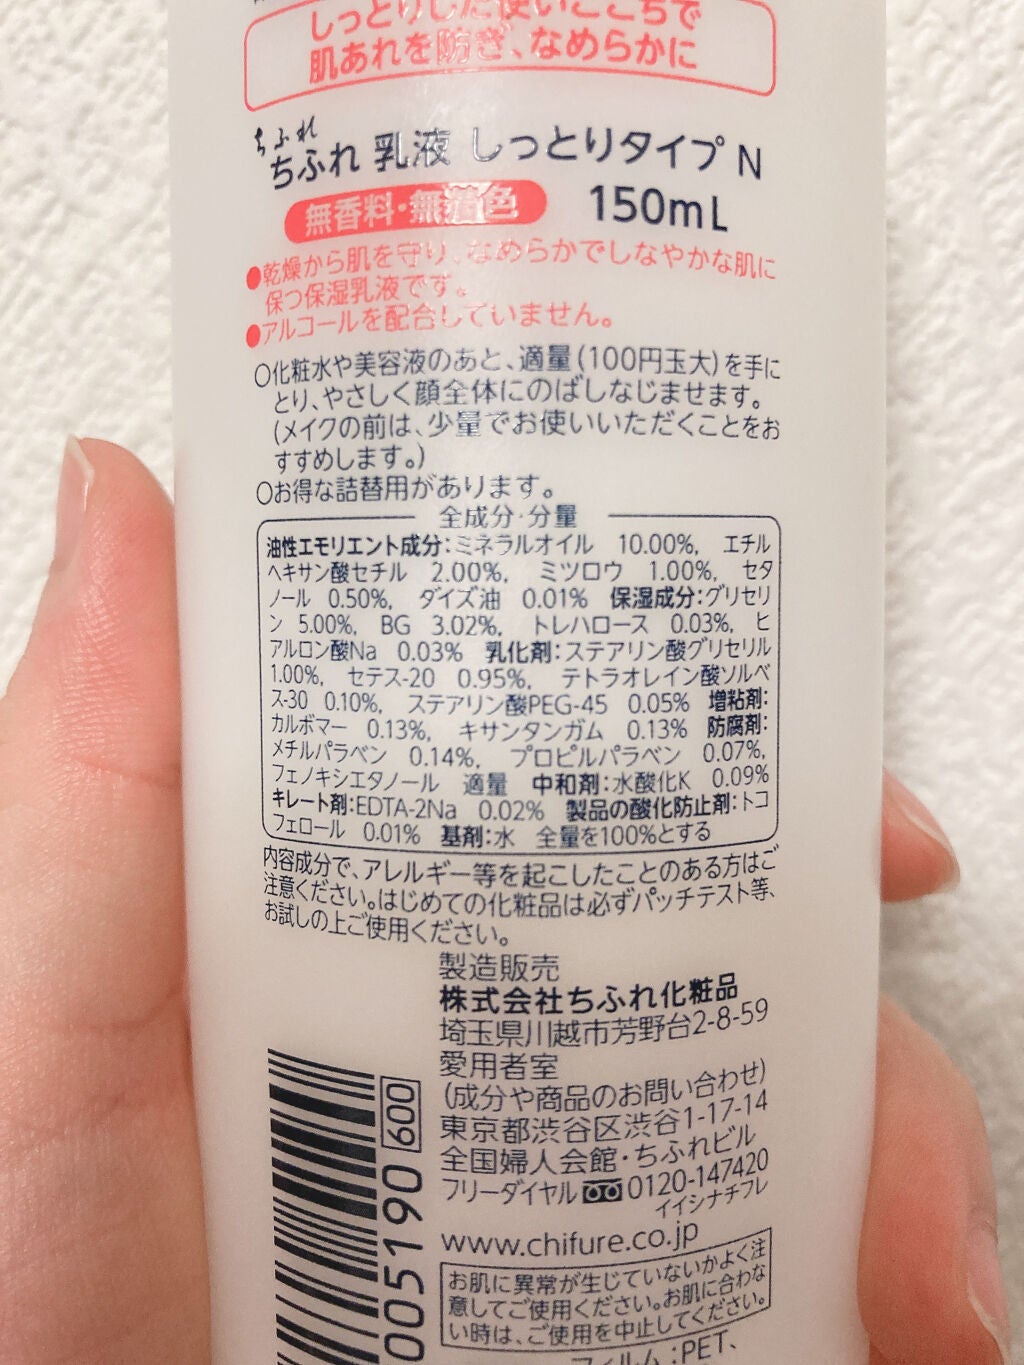 しっとりした使いごこちで
肌あれを防ぎ、なめらかに
ちふれ
ちふれ 乳液 しっとりタイプ N
無香料・無着色 150mL
●乾燥から肌を守り、なめらかでしなやかな肌に
保つ保湿乳液です。
●アルコールを配合していません。
○化粧水や美容液のあと、適量(100円玉大)を手に
とり、やさしく顔全体にのばしなじませます。
(メイクの前は、少量でお使いいただくことをお
すすめします。)
○お得な詰替用があります。
全成分・分量
油性エモリエント成分:ミネラルオイル 10.00%, エチル
ヘキサン酸セチル 2.00%, ミツロウ 1.00%, セタ
ノール 0.50%, ダイズ油 0.01% 保湿成分:グリセリ
ン 5.00%, BG 3.02%, トレハロース 0.03%, ヒ
アルロン酸Na 0.03% 乳化剤:ステアリン酸グリセリル
1.00%, セテス-20 0.95%, テトラオレイン酸ソルベ
ス-30 0.10%, ステアリン酸PEG-45 0.05% 増粘剤:
カルボマー 0.13%, キサンタンガム 0.13% 防腐剤:
メチルパラベン 0.14%, プロピルパラベン 0.07%,
フェノキシエタノール 適量 中和剤:水酸化K 0.09%
キレート剤:EDTA-2Na 0.02% 製品の酸化防止剤:トコ
フェロール 0.01% 基剤:水 全量を100%とする
内容成分で、アレルギー等を起こしたことのある方はご
注意ください。はじめての化粧品は必ずパッチテスト等、
お試しの上ご使用ください。
製造販売
株式会社ちふれ化粧品
埼玉県川越市芳野台2-8-59
愛用者室
(成分や商品のお問い合わせ)
東京都渋谷区渋谷1-17-14
全国婦人会館・ちふれビル
フリーダイヤル 0120-147420
イイシナチフレ
www.chifure.co.jp
お肌に異常が生じていないかよく注
意してご使用ください。お肌に合わな
い時は、ご使用を中止してください。
フィルム:PET、
005190 600